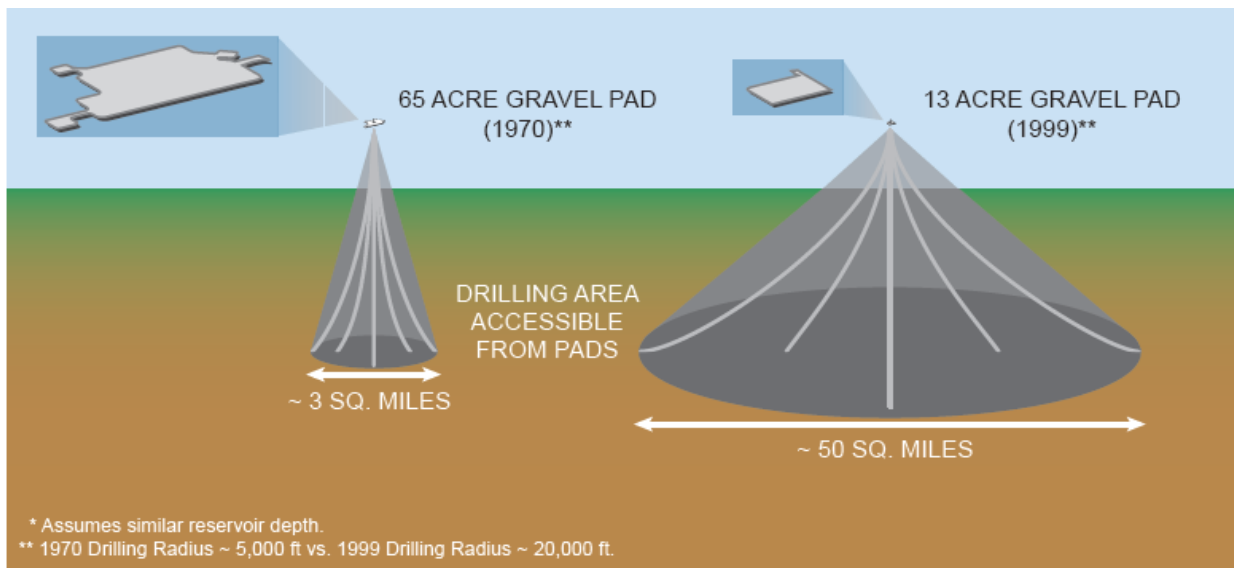 65 ACRE GRAVEL PAD
(1970)**
13 ACRE GRAVEL PAD
(1999)**
DRILLING AREA
ACCESSIBLE
FROM PADS
~ 3 SQ. MILES
~ 50 SQ. MILES
* Assumes similar reservoir depth.
** 1970 Drilling Radius ~ 5,000 ft vs. 1999 Drilling Radius ~ 20,000 ft.